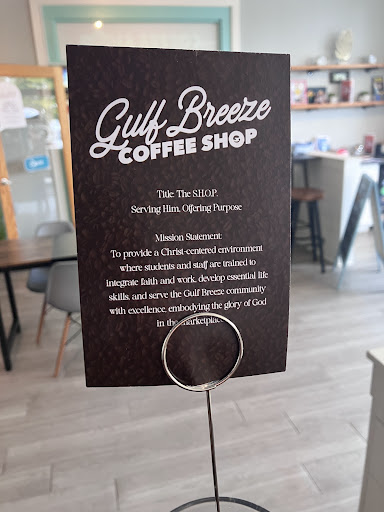 Gulf Breeze
COFFEE SHOP
Title: The S.H.O.P.
Serving Him, Offering Purpose
Mission Statement:
To provide a Christ-centered environment
where students and staff are trained to
integrate faith and work, develop essential life
skills, and serve the Gulf Breeze community
with excellence, embodying the glory of God
in the marketplace.